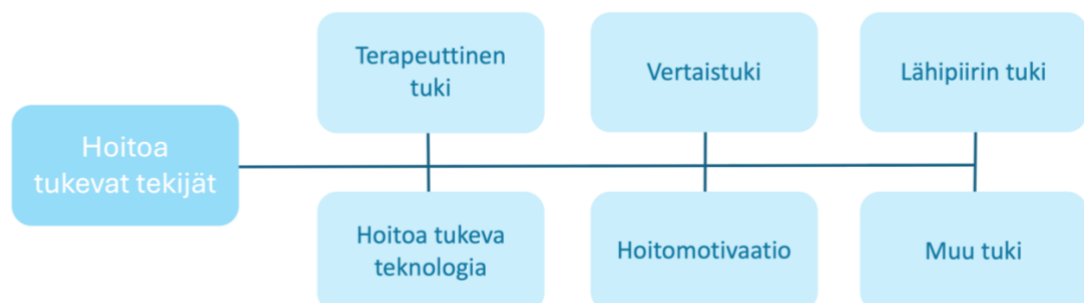 Hoitoa
tukevat tekijät
Terapeuttinen
tuki
Vertaistuki
Lähipiirin tuki
Hoitoa tukeva
teknologia
Hoitomotivaatio
Muu tuki